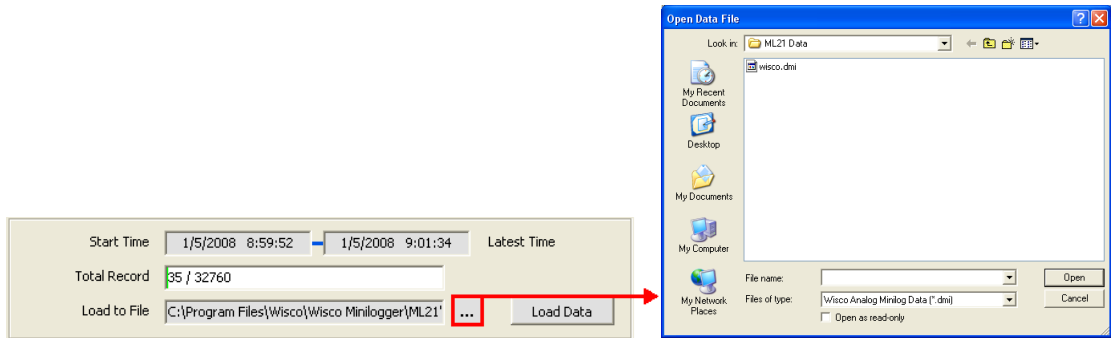 Start Time 1/5/2008 8:59:52 1/5/2008 9:01:34 Latest Time
Total Record 35 / 32760
Load to File C:\Program Files\Wisco\Wisco Minilogger\ML21' ... Load Data
Open Data File
Look in: ML21 Data
wisco.dmi
My Recent
Documents
Desktop
My Documents
My Computer
My Network
Places
File name: Open
Files of type: Wisco Analog Minilog Data (*.dmi) Cancel
Open as read-only